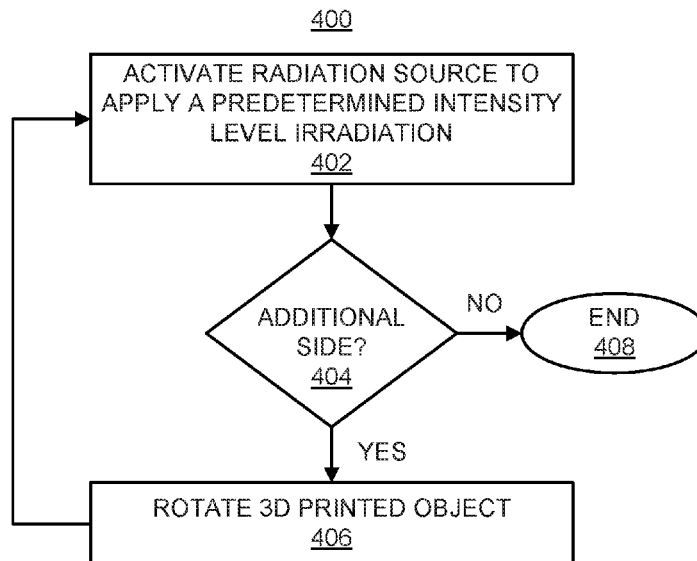 400
ACTIVATE RADIATION SOURCE TO
APPLY A PREDETERMINED INTENSITY
LEVEL IRRADIATION
402
ADDITIONAL
SIDE?
404
NO
END
408
YES
ROTATE 3D PRINTED OBJECT
406